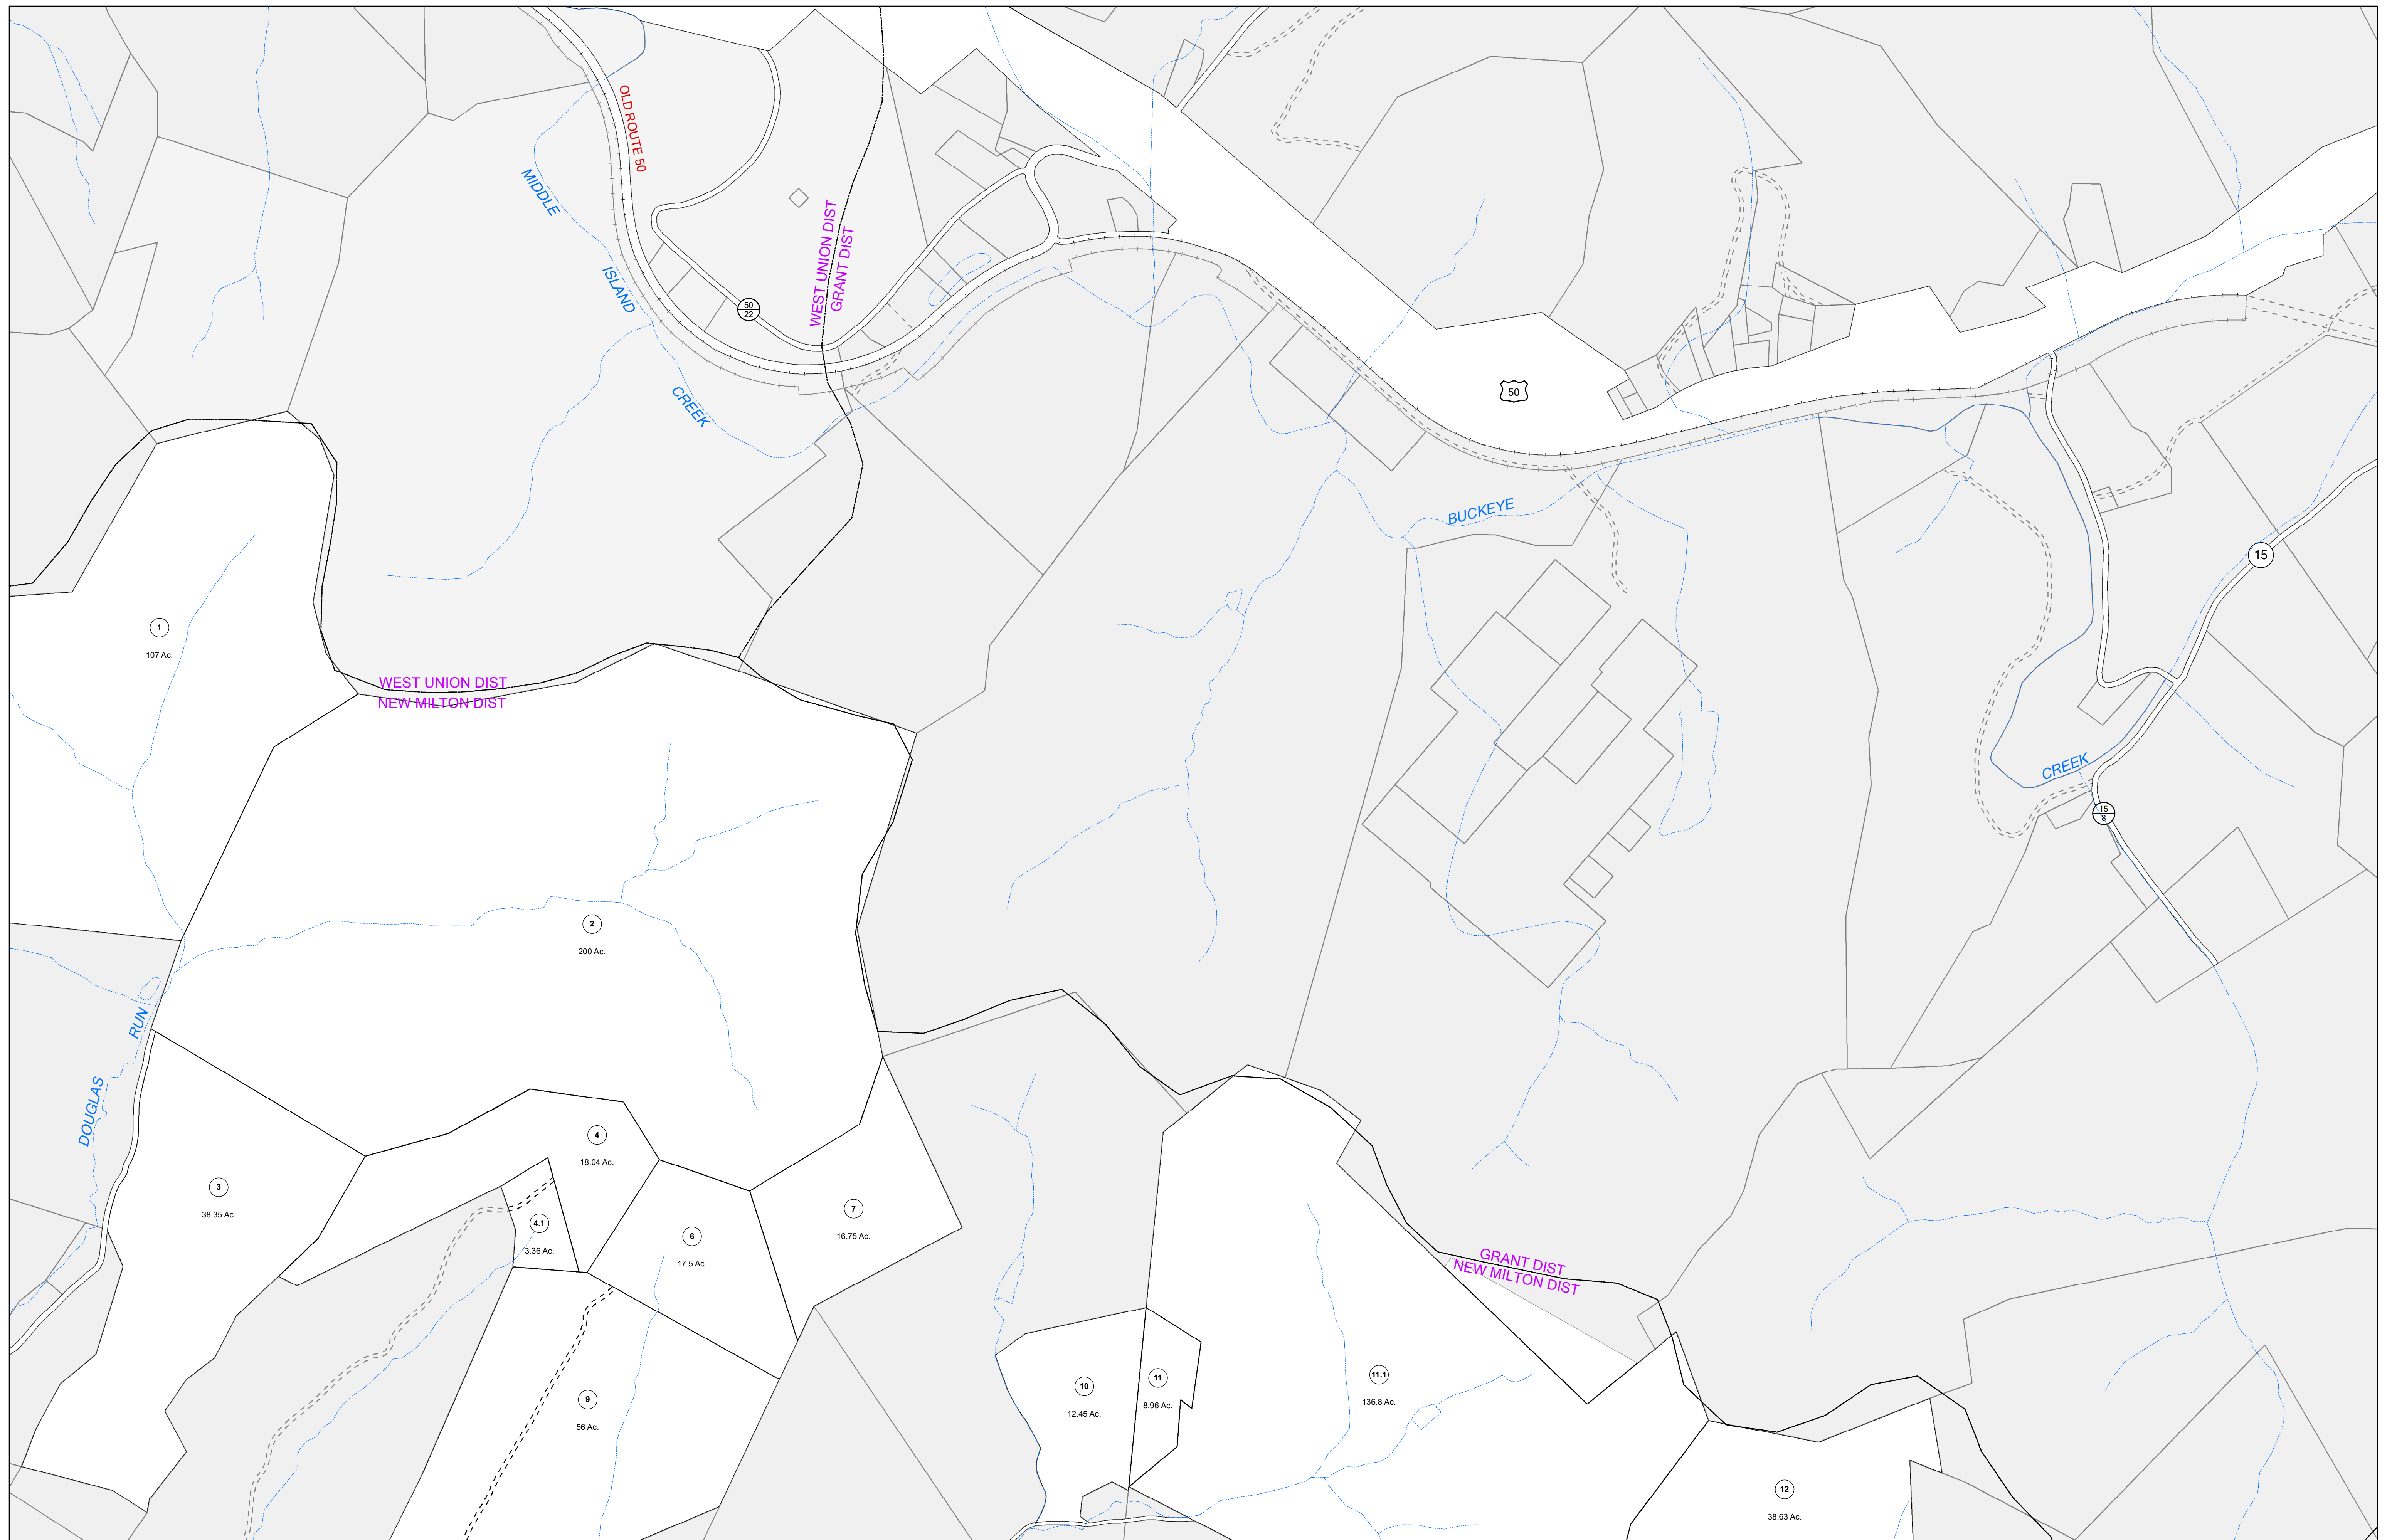 OLD ROUTE 50
MIDDLE
ISLAND
CREEK
WEST UNION DIST
GRANT DIST
50
22
50
BUCKEYE
15
CREEK
15
8
1
107 Ac.
WEST UNION DIST
NEW MILTON DIST
2
200 Ac.
RUN
DOUGLAS
3
38.35 Ac.
4
18.04 Ac.
4.1
3.36 Ac.
6
17.5 Ac.
7
16.75 Ac.
GRANT DIST
NEW MILTON DIST
9
56 Ac.
10
12.45 Ac.
11
8.96 Ac.
11.1
136.8 Ac.
12
38.63 Ac.